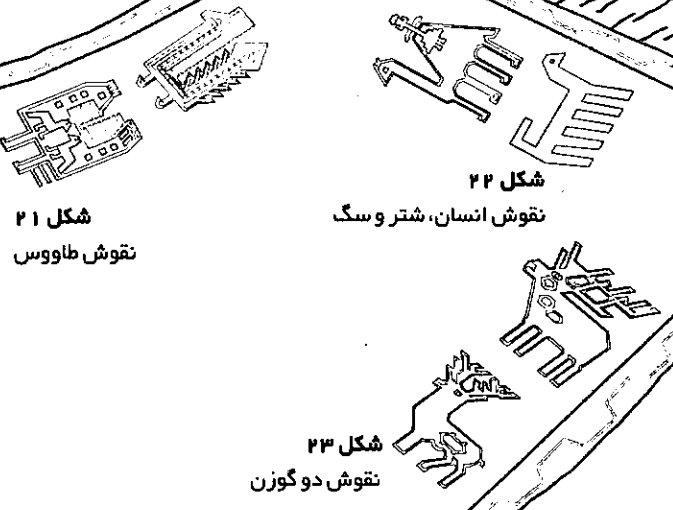 شکل ۲۲
نقوش انسان، شتر و سگ
شکل ۲۱
نقوش طاووس
شکل ۲۳
نقوش دو گوزن